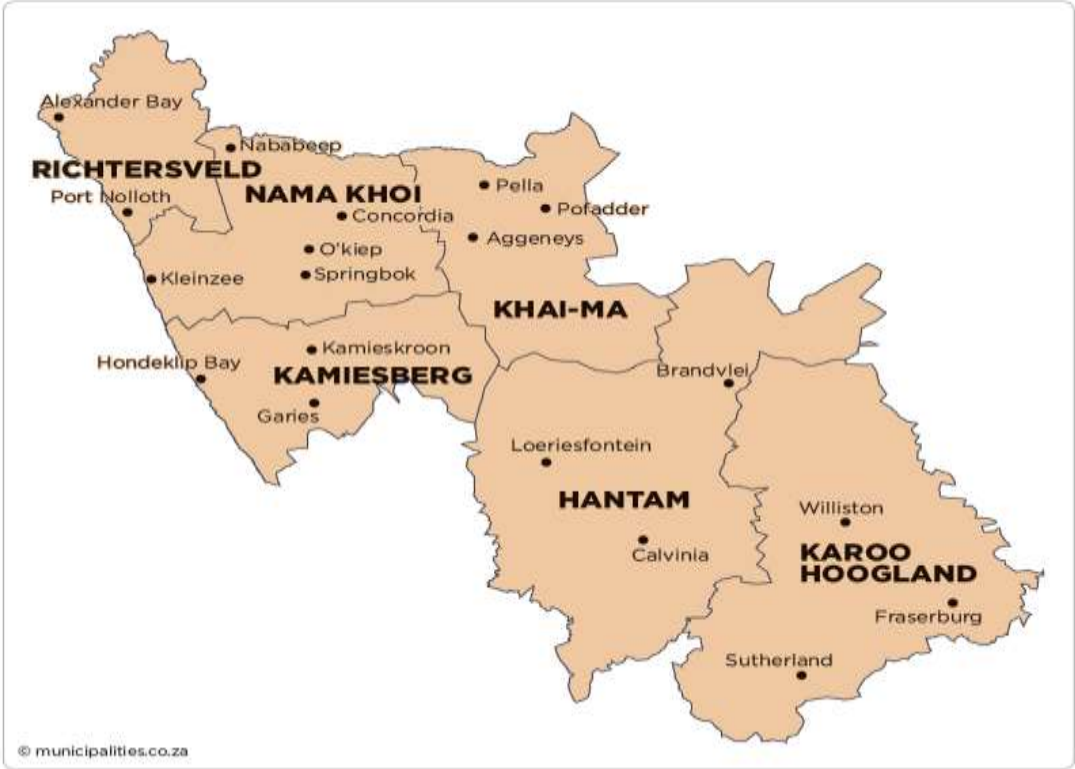 Alexander Bay
Nababeep
RICHTERSVELD
Port Nolloth
NAMA KHOI
Concordia
Pella
Pofadder
O'kiep
Aggeneys
Kleinzee
Springbok
KHAI-MA
Kamieskroon
Hondeklip Bay
KAMIESBERG
Garies
Brandvlei
Loeriesfontein
HANTAM
Williston
Calvinia
KAROO
HOOGLAND
Fraserburg
Sutherland
© municipalities.co.za